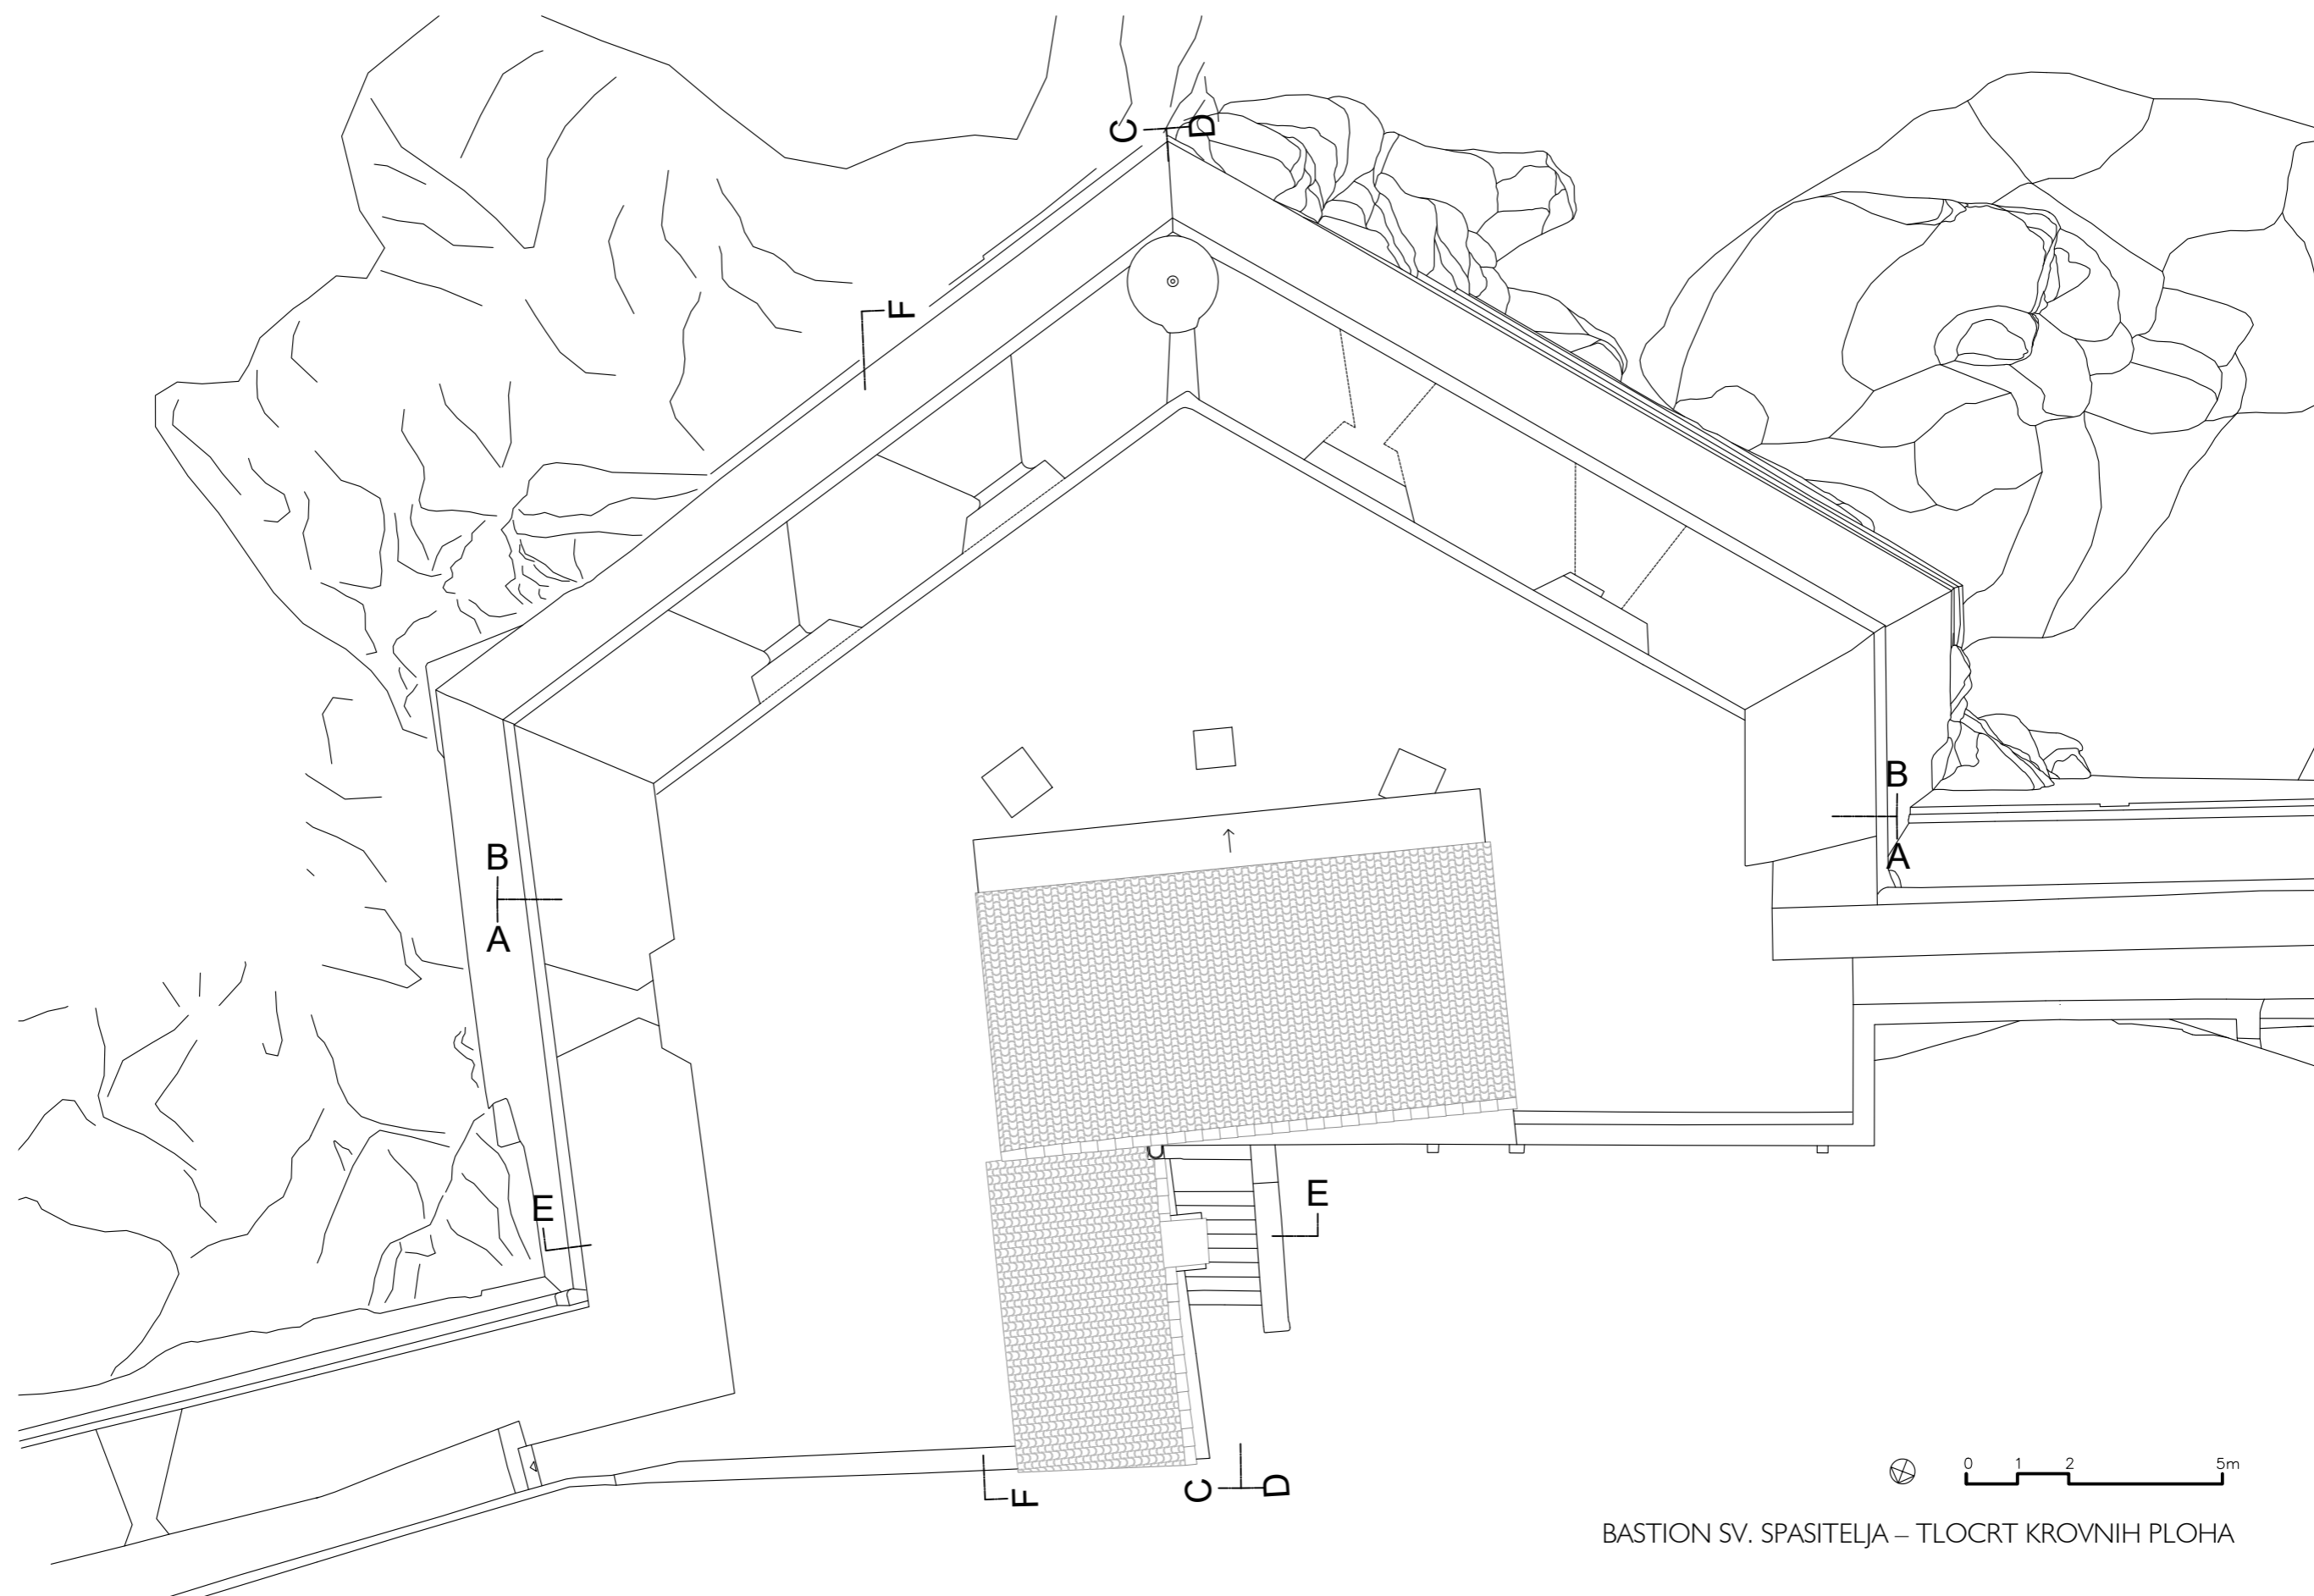 C D
F
B
B
A
A
E
E
F
C D
0 1 2 5m
BASTION SV. SPASITELJA – TLOCRT KROVNIH PLOHA